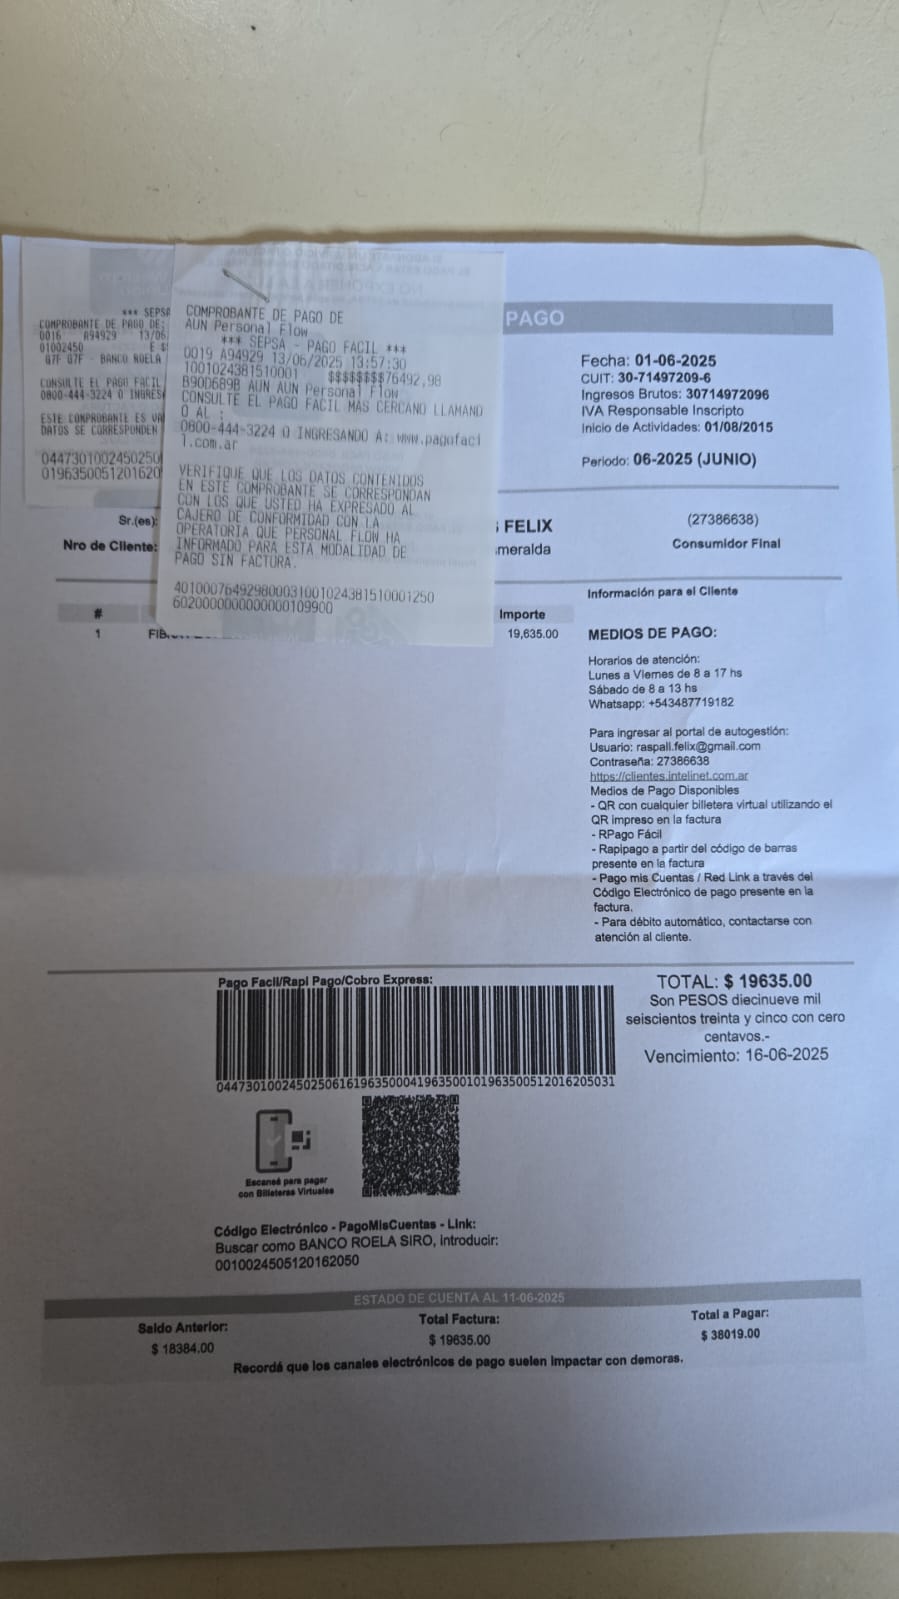 *** SEPSA
COMPROBANTE DE PAGO DE:
0016 A94929 13/06
01002450 E $
G7F G7F - BANCO ROELA
CONSULTE EL PAGO FACIL
0800-444-3224 O INGRES
ESTE COMPROBANTE ES VA
DATOS SE CORRESPONDEN
0447301002450250
019635005120162 0
COMPROBANTE DE PAGO DE
AUN Personal Flow
*** SEPSA - PAGO FACIL ***
0019 A94929 13/06/2025 13:57:30
1001024381510001 $$$$$$$$76492,98
B90D689B AUN AUN Personal Flow
CONSULTE EL PAGO FACIL MAS CERCANO LLAMAND
O AL :
0800-444-3224 O INGRESANDO A: www.pagofaci
l.com.ar
VERIFIQUE QUE LOS DATOS CONTENIDOS
EN ESTE COMPROBANTE SE CORRESPONDAN
CON LOS QUE USTED HA EXPRESADO AL
CAJERO DE CONFORMIDAD CON LA
OPERATORIA QUE PERSONAL FLOW HA
INFORMADO PARA ESTA MODALIDAD DE
PAGO SIN FACTURA.
401000764929800031001024381510001250
6020000000000000109900
PAGO
Fecha: 01-06-2025
CUIT: 30-71497209-6
Ingresos Brutos: 30714972096
IVA Responsable Inscripto
Inicio de Actividades: 01/08/2015
Periodo: 06-2025 (JUNIO)
Sr.(es): FELIX (27386638)
Nro de Cliente: meralda Consumidor Final
# Importe
1 FIB 19,635.00
Información para el Cliente
MEDIOS DE PAGO:
Horarios de atención:
Lunes a Viernes de 8 a 17 hs
Sábado de 8 a 13 hs
Whatsapp: +543487719182
Para ingresar al portal de autogestión:
Usuario: raspall.felix@gmail.com
Contraseña: 27386638
https://clientes.intelinet.com.ar
Medios de Pago Disponibles
- QR con cualquier billetera virtual utilizando el
QR impreso en la factura
- RPago Fácil
- Rapipago a partir del código de barras
presente en la factura
- Pago mis Cuentas / Red Link a través del
Código Electrónico de pago presente en la
factura.
- Para débito automático, contactarse con
atención al cliente.
Pago Facil/Rapi Pago/Cobro Express:
04473010024502506161963500041963500101963500512016205031
TOTAL: $ 19635.00
Son PESOS diecinueve mil
seiscientos treinta y cinco con cero
centavos.-
Vencimiento: 16-06-2025
Escaneá para pagar
con Billeteras Virtuales
Código Electrónico - PagoMisCuentas - Link:
Buscar como BANCO ROELA SIRO, introducir:
0010024505120162050
ESTADO DE CUENTA AL 11-06-2025
Saldo Anterior: Total Factura: Total a Pagar:
$ 18384.00 $ 19635.00 $ 38019.00
Recordá que los canales electrónicos de pago suelen impactar con demoras.